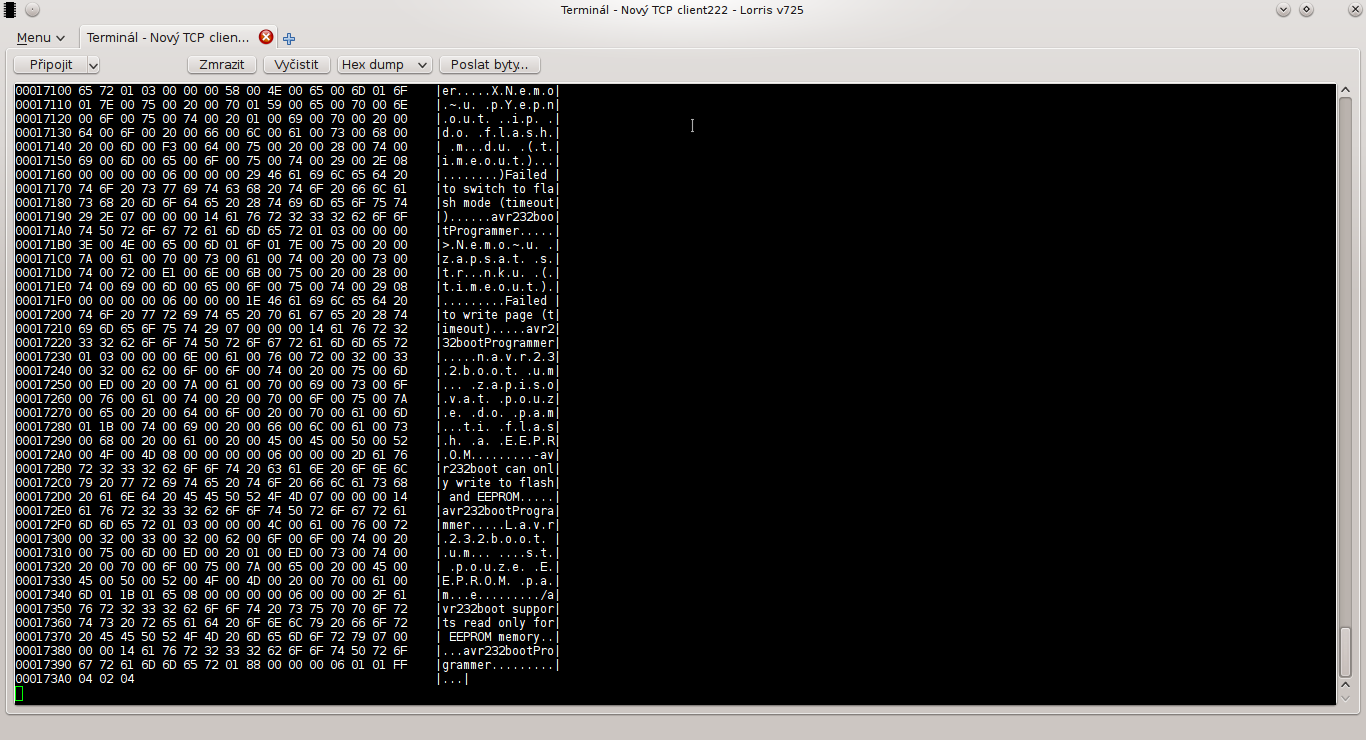 Terminál - Nový TCP client222 - Lorris v725
Menu
Terminál - Nový TCP clien...
Připojit Zmrazit Vyčistit Hex dump Poslat byty...
00017100 65 72 01 03 00 00 00 58 00 4E 00 65 00 6D 01 6F |er.....X.N.e.m.o|
00017110 01 7E 00 75 00 20 00 70 01 59 00 65 00 70 00 6E |.~.u. .p.Y.e.p.n|
00017120 00 6F 00 75 00 74 00 20 01 00 69 00 70 00 20 00 |.o.u.t. ..i.p. .|
00017130 64 00 6F 00 20 00 66 00 6C 00 61 00 73 00 68 00 |d.o. .f.l.a.s.h.|
00017140 20 00 6D 00 F3 00 64 00 75 00 20 00 28 00 74 00 | .m...d.u. .(.t.|
00017150 69 00 6D 00 65 00 6F 00 75 00 74 00 29 00 2E 08 |i.m.e.o.u.t.)...|
00017160 00 00 00 00 06 00 00 00 29 46 61 69 6C 65 64 20 |........)Failed |
00017170 74 6F 20 73 77 69 74 63 68 20 74 6F 20 66 6C 61 |to switch to fla|
00017180 73 68 20 6D 6F 64 65 20 28 74 69 6D 65 6F 75 74 |sh mode (timeout|
00017190 29 2E 07 00 00 00 14 61 76 72 32 33 32 62 6F 6F |)......avr232boo|
000171A0 74 50 72 6F 67 72 61 6D 6D 65 72 01 03 00 00 00 |tProgrammer.....|
000171B0 3E 00 4E 00 65 00 6D 01 6F 01 7E 00 75 00 20 00 |>.N.e.m.o.~.u. .|
000171C0 7A 00 61 00 70 00 73 00 61 00 74 00 20 00 73 00 |z.a.p.s.a.t. .s.|
000171D0 74 00 72 00 E1 00 6E 00 6B 00 75 00 20 00 28 00 |t.r...n.k.u. .(.|
000171E0 74 00 69 00 6D 00 65 00 6F 00 75 00 74 00 29 08 |t.i.m.e.o.u.t.).|
000171F0 00 00 00 00 06 00 00 00 1E 46 61 69 6C 65 64 20 |.........Failed |
00017200 74 6F 20 77 72 69 74 65 20 70 61 67 65 20 28 74 |to write page (t|
00017210 69 6D 65 6F 75 74 29 07 00 00 00 14 61 76 72 32 |imeout).....avr2|
00017220 33 32 62 6F 6F 74 50 72 6F 67 72 61 6D 6D 65 72 |32bootProgrammer|
00017230 01 03 00 00 00 6E 00 61 00 76 00 72 00 32 00 33 |.....n.a.v.r.2.3|
00017240 00 32 00 62 00 6F 00 6F 00 74 00 20 00 75 00 6D |.2.b.o.o.t. .u.m|
00017250 00 ED 00 20 00 7A 00 61 00 70 00 69 00 73 00 6F |... .z.a.p.i.s.o|
00017260 00 76 00 61 00 74 00 20 00 70 00 6F 00 75 00 7A |.v.a.t. .p.o.u.z|
00017270 00 65 00 20 00 64 00 6F 00 20 00 70 00 61 00 6D |.e. .d.o. .p.a.m|
00017280 01 1B 00 74 00 69 00 20 00 66 00 6C 00 61 00 73 |...t.i. .f.l.a.s|
00017290 00 68 00 20 00 61 00 20 00 45 00 45 00 50 00 52 |.h. .a. .E.E.P.R|
000172A0 00 4F 00 4D 08 00 00 00 00 06 00 00 00 2D 61 76 |.O.M.........-av|
000172B0 72 32 33 32 62 6F 6F 74 20 63 61 6E 20 6F 6E 6C |r232boot can onl|
000172C0 79 20 77 72 69 74 65 20 74 6F 20 66 6C 61 73 68 |y write to flash|
000172D0 20 61 6E 64 20 45 45 50 52 4F 4D 07 00 00 00 14 | and EEPROM.....|
000172E0 61 76 72 32 33 32 62 6F 6F 74 50 72 6F 67 72 61 |avr232bootProgra|
000172F0 6D 6D 65 72 01 03 00 00 00 4C 00 61 00 76 00 72 |mmer.....L.a.v.r|
00017300 00 32 00 33 00 32 00 62 00 6F 00 6F 00 74 00 20 |.2.3.2.b.o.o.t. |
00017310 00 75 00 6D 00 ED 00 20 01 00 ED 00 73 00 74 00 |.u.m... ....s.t.|
00017320 20 00 70 00 6F 00 75 00 7A 00 65 00 20 00 45 00 | .p.o.u.z.e. .E.|
00017330 45 00 50 00 52 00 4F 00 4D 00 20 00 70 00 61 00 |E.P.R.O.M. .p.a.|
00017340 6D 01 1B 01 65 08 00 00 00 00 06 00 00 00 2F 61 |m...e........./a|
00017350 76 72 32 33 32 62 6F 6F 74 20 73 75 70 70 6F 72 |vr232boot suppor|
00017360 74 73 20 72 65 61 64 20 6F 6E 6C 79 20 66 6F 72 |ts read only for|
00017370 20 45 45 50 52 4F 4D 20 6D 65 6D 6F 72 79 07 00 | EEPROM memory..|
00017380 00 00 14 61 76 72 32 33 32 62 6F 6F 74 50 72 6F |...avr232bootPro|
00017390 67 72 61 6D 6D 65 72 01 88 00 00 00 06 01 01 FF |grammer.........|
000173A0 04 02 04 |...|